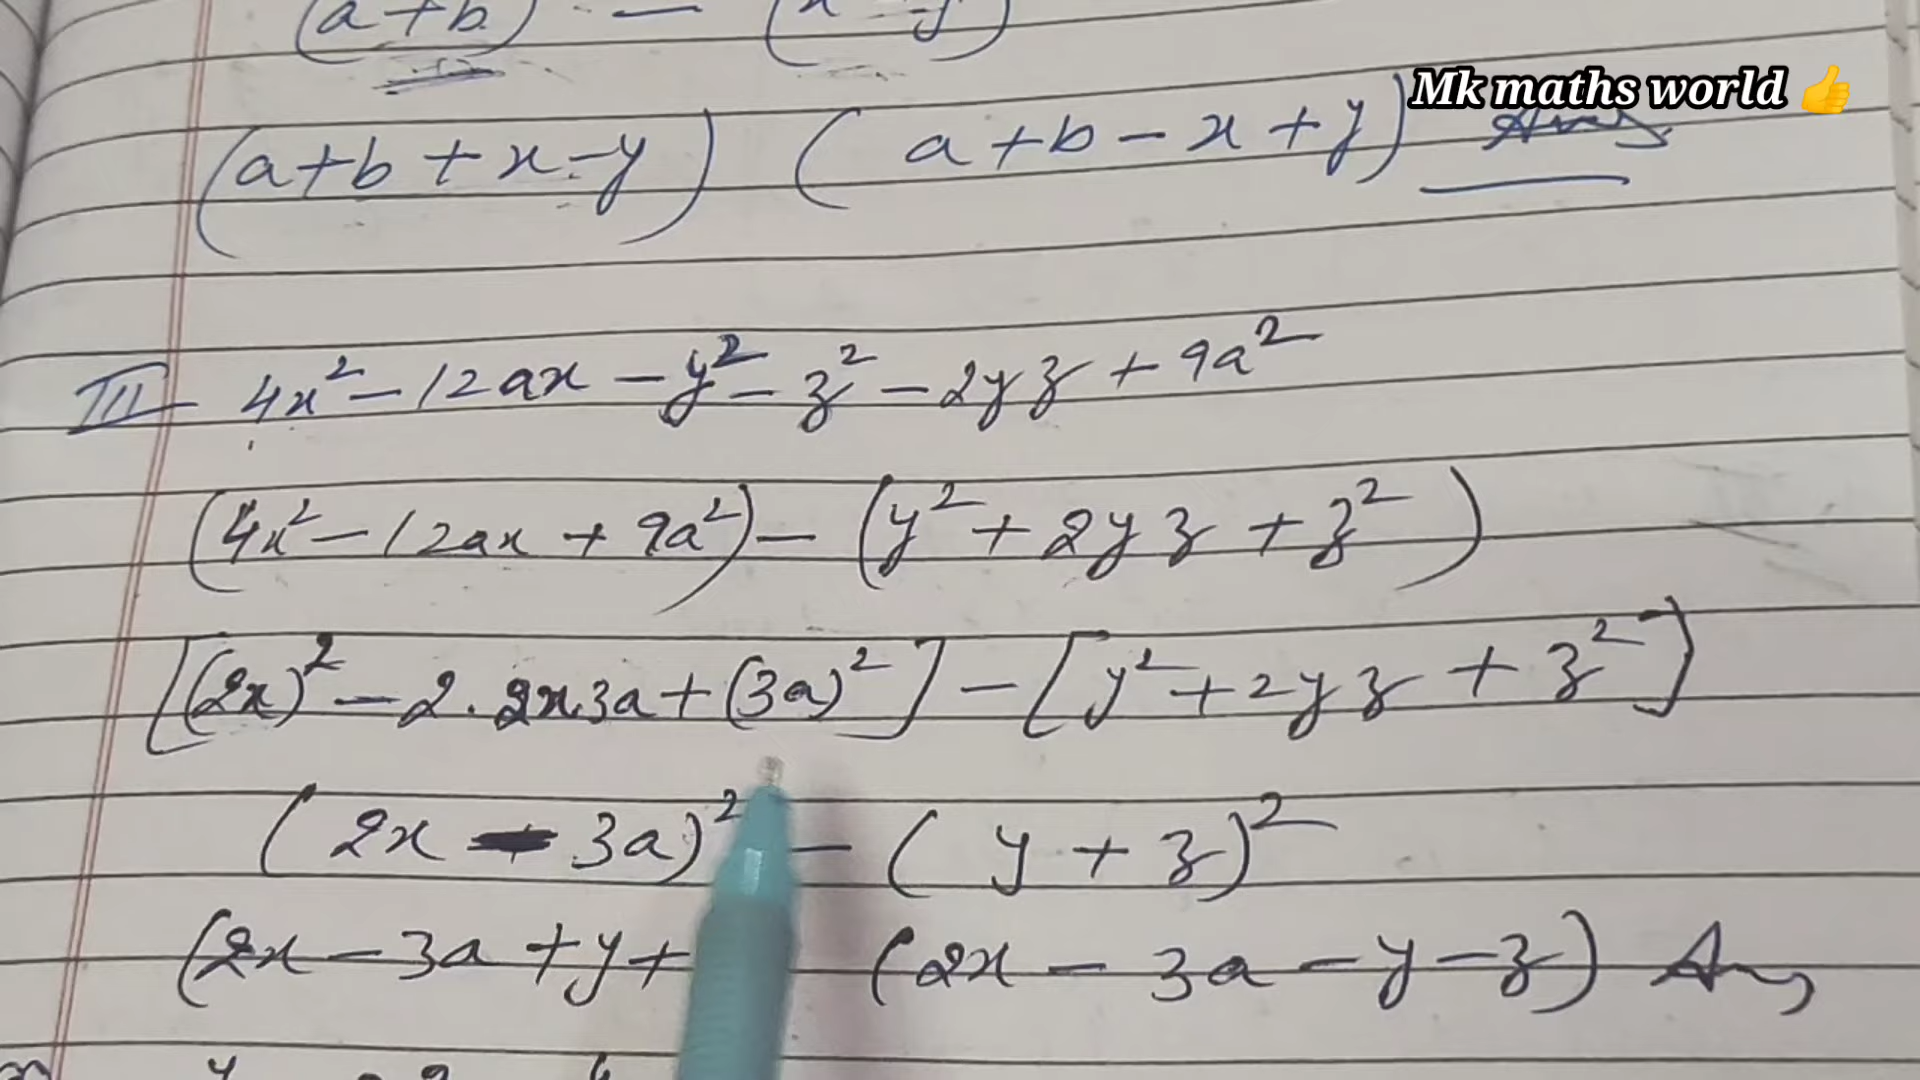 (a+b) - (x-y)
Mk maths world 👍
(a+b+x-y) (a+b-x+y) Ans
III 4x²-12ax-y²-z²-2yz+9a²
(4x²-12ax+9a²)-(y²+2yz+z²)
[(2x)²-2.2x.3a+(3a)²]-[y²+2yz+z²]
(2x-3a)²-(y+z)²
(2x-3a+y+ (2x-3a-y-z) Ans